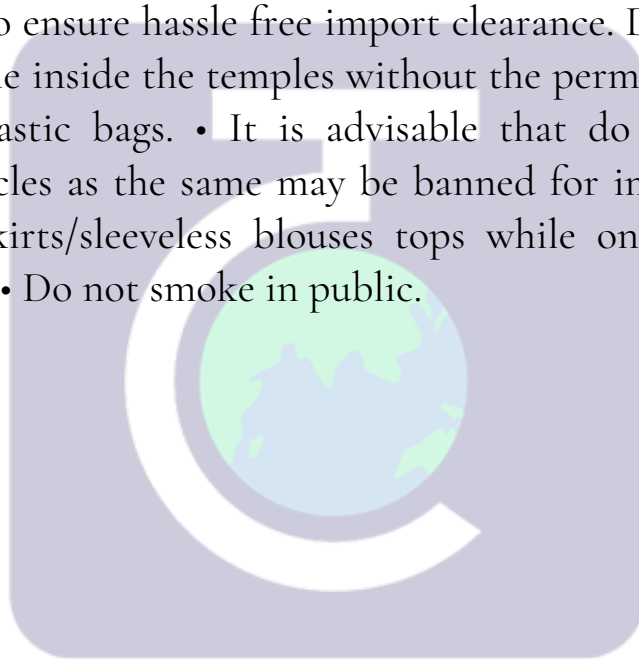 o ensure hassle free import clearance.
e inside the temples without the perm
astic bags. • It is advisable that do
cles as the same may be banned for in
kirts/sleeveless blouses tops while on
• Do not smoke in public.